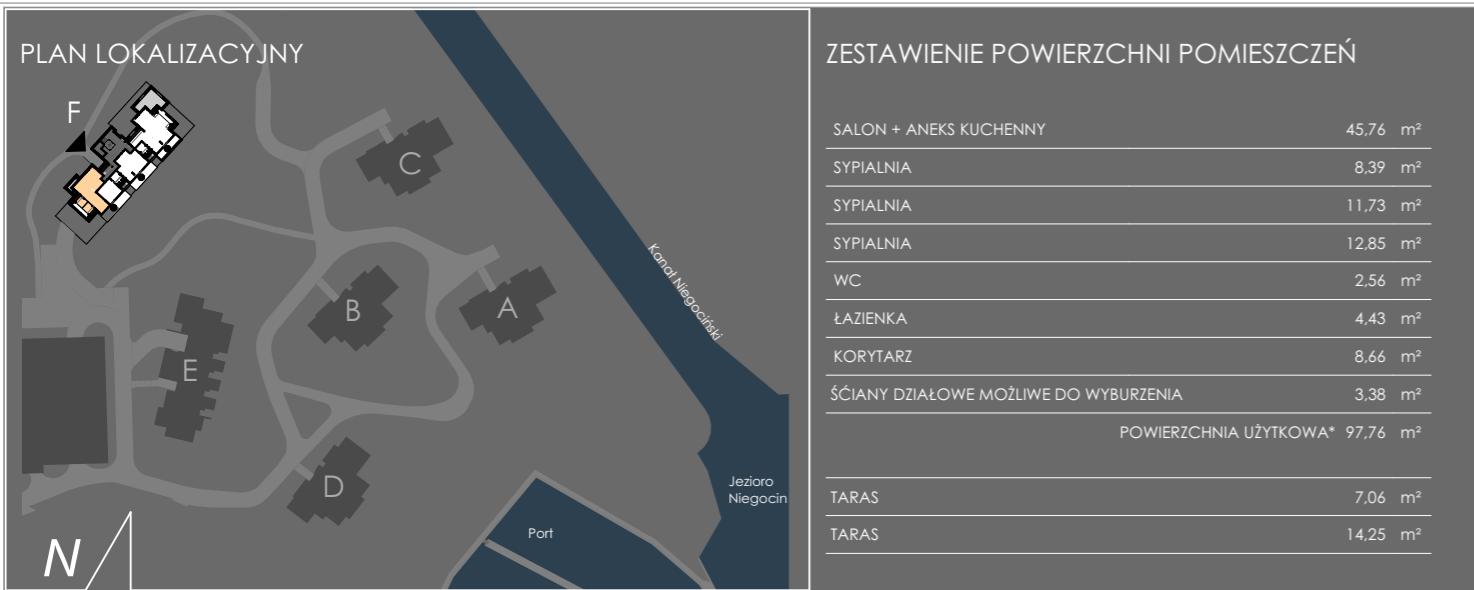 PLAN LOKALIZACYJNY
F
C
B
A
E
D
Kanał Niegociński
Jezioro
Niegocin
Port
N
ZESTAWIENIE POWIERZCHNI POMIESZCZEŃ
SALON + ANEKS KUCHENNY 45,76 m²
SYPIALNIA 8,39 m²
SYPIALNIA 11,73 m²
SYPIALNIA 12,85 m²
WC 2,56 m²
ŁAZIENKA 4,43 m²
KORYTARZ 8,66 m²
ŚĆIANY DZIAŁOWE MOŻLIWE DO WYBURZENIA 3,38 m²
POWIERZCHNIA UŻYTKOWA* 97,76 m²
TARAS 7,06 m²
TARAS 14,25 m²